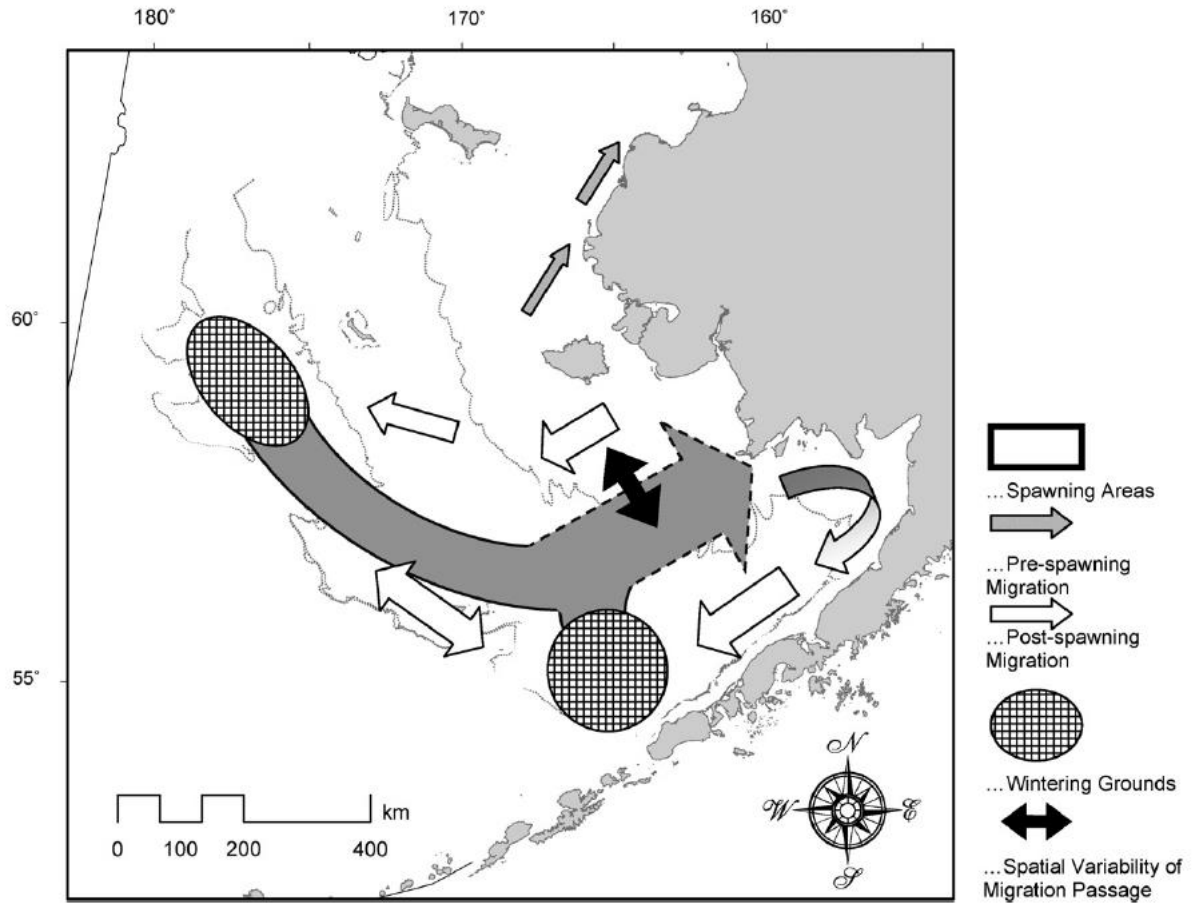 180° 170° 160°
60°
55°
N
W E
S
km
0 100 200 400
...Spawning Areas
...Pre-spawning
Migration
...Post-spawning
Migration
...Wintering Grounds
...Spatial Variability of
Migration Passage